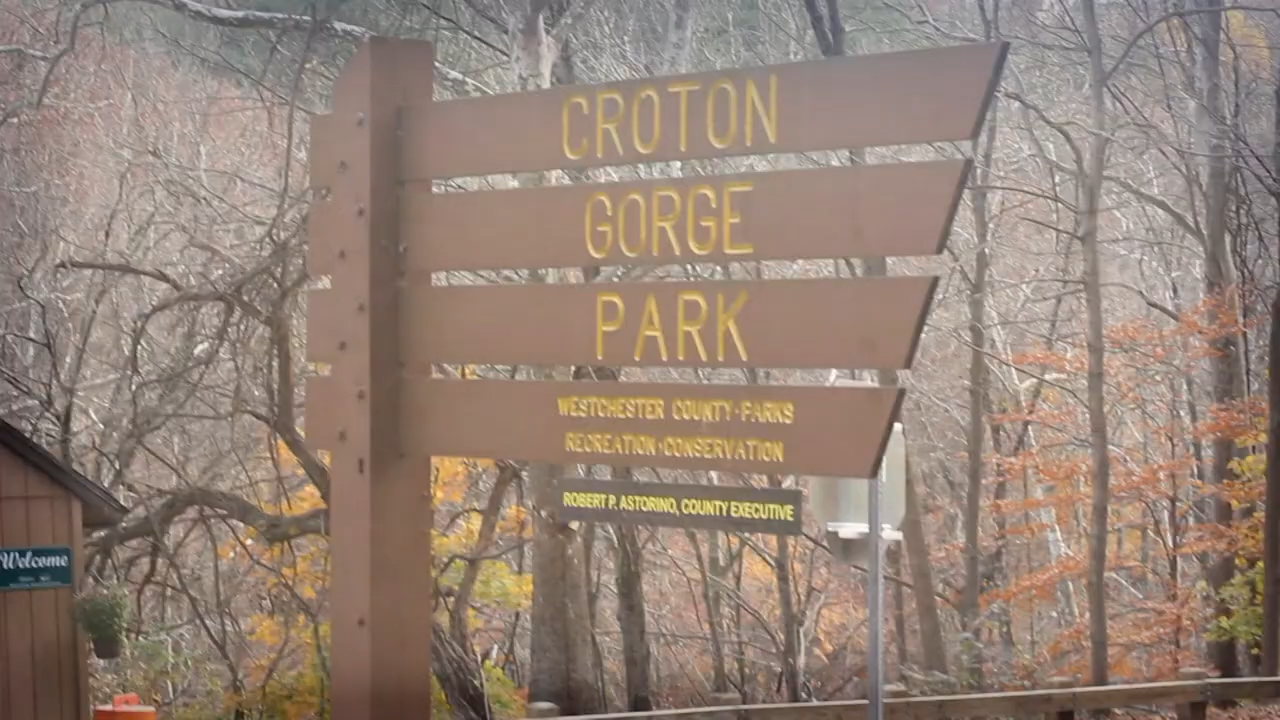 CROTON
GORGE
PARK
WESTCHESTER COUNTY·PARKS
RECREATION·CONSERVATION
ROBERT P. ASTORINO, COUNTY EXECUTIVE
Welcome